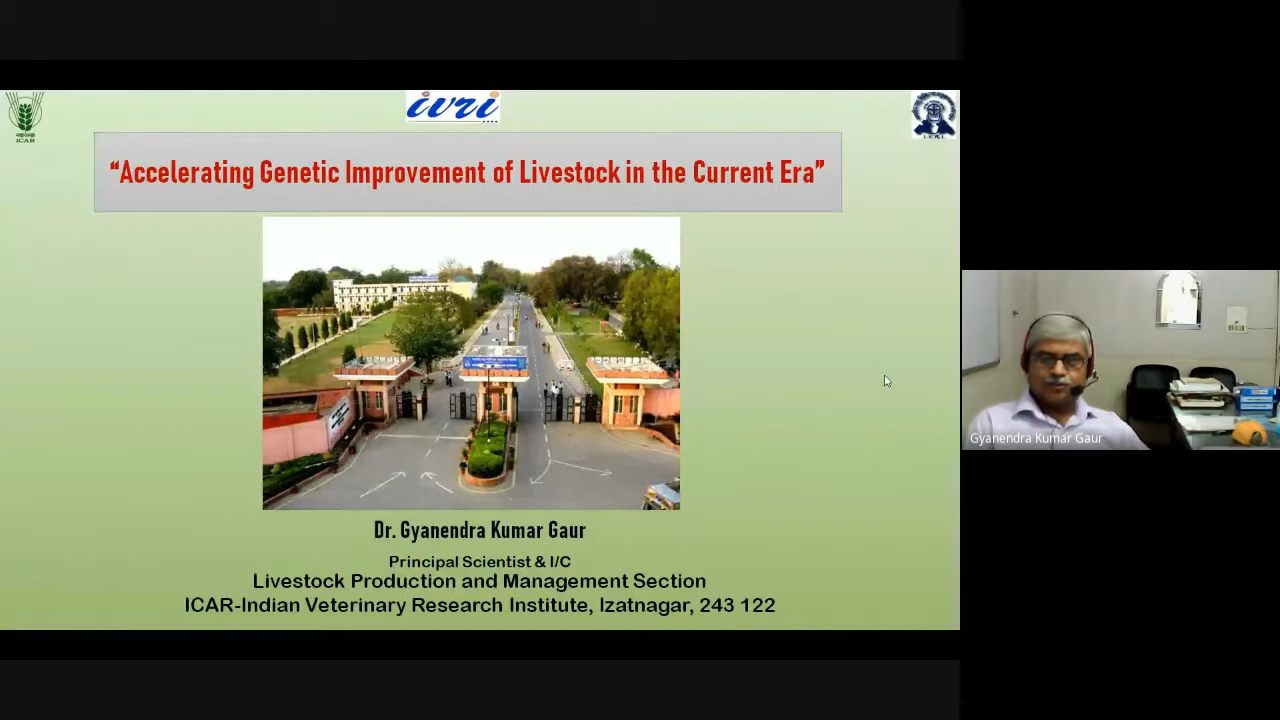 ICAR
ivri
I.V.R.I.
“Accelerating Genetic Improvement of Livestock in the Current Era”
Dr. Gyanendra Kumar Gaur
Principal Scientist & I/C
Livestock Production and Management Section
ICAR-Indian Veterinary Research Institute, Izatnagar, 243 122
Gyanendra Kumar Gaur